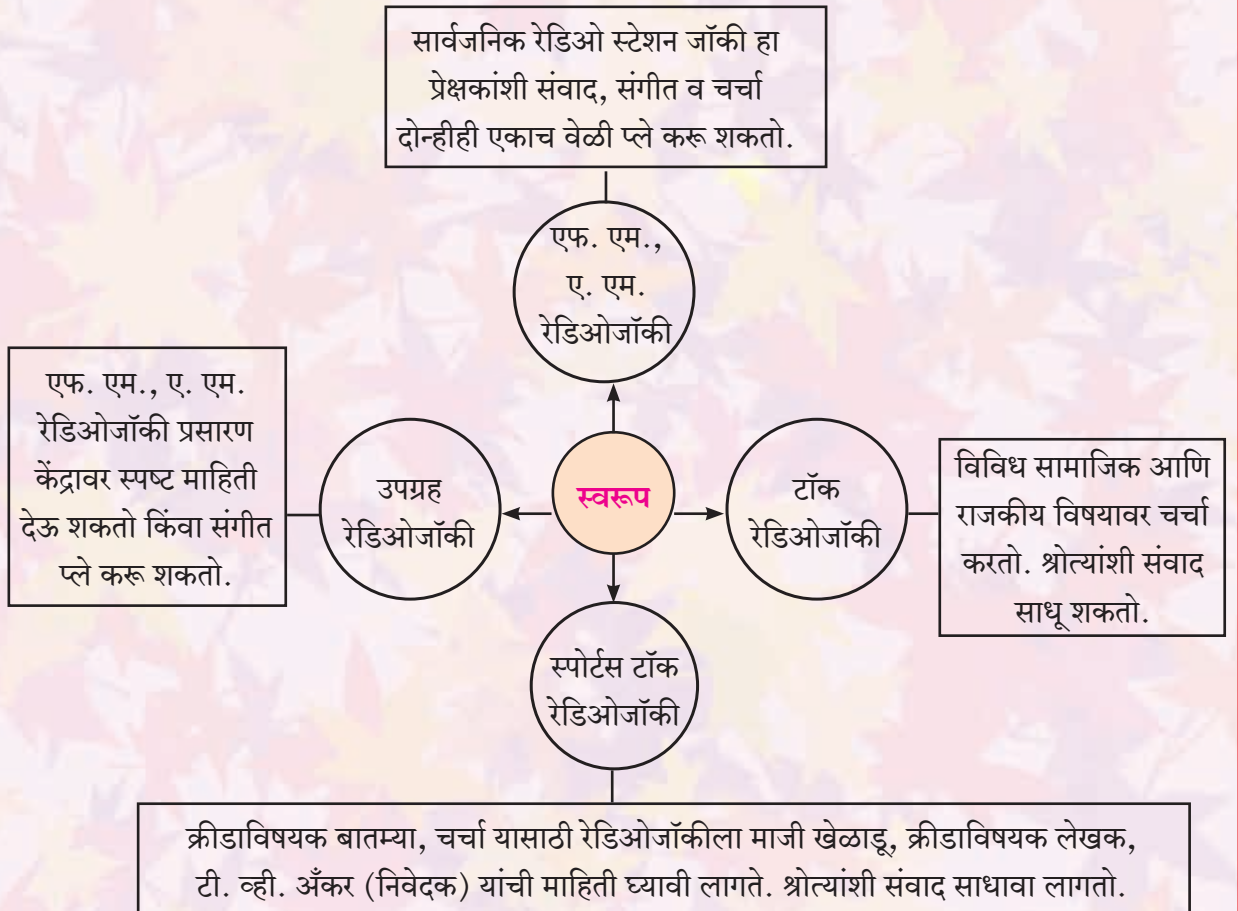 सार्वजनिक रेडिओ स्टेशन जॉकी हा
प्रेक्षकांशी संवाद, संगीत व चर्चा
दोन्हीही एकाच वेळी प्ले करू शकतो.
एफ. एम.,
ए. एम.
रेडिओजॉकी
एफ. एम., ए. एम.
रेडिओजॉकी प्रसारण
केंद्रावर स्पष्ट माहिती
देऊ शकतो किंवा संगीत
प्ले करू शकतो.
उपग्रह
रेडिओजॉकी
स्वरूप
टॉक
रेडिओजॉकी
विविध सामाजिक आणि
राजकीय विषयावर चर्चा
करतो. श्रोत्यांशी संवाद
साधू शकतो.
स्पोर्टस टॉक
रेडिओजॉकी
क्रीडाविषयक बातम्या, चर्चा यासाठी रेडिओजॉकीला माजी खेळाडू, क्रीडाविषयक लेखक,
टी. व्ही. अँकर (निवेदक) यांची माहिती घ्यावी लागते. श्रोत्यांशी संवाद साधावा लागतो.